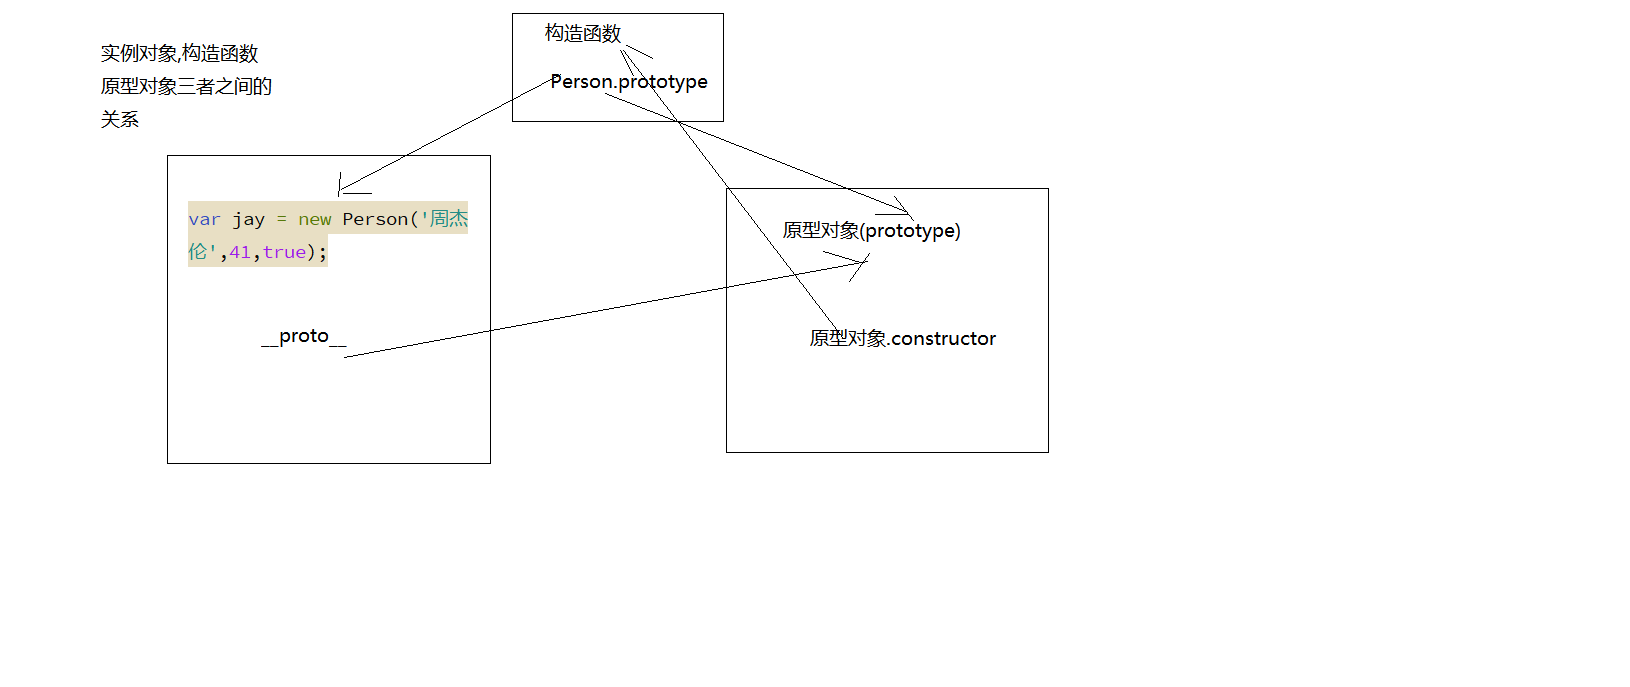 实例对象,构造函数
原型对象三者之间的
关系
构造函数
Person.prototype
var jay = new Person('周杰
伦',41,true);
__proto__
原型对象(prototype)
原型对象.constructor